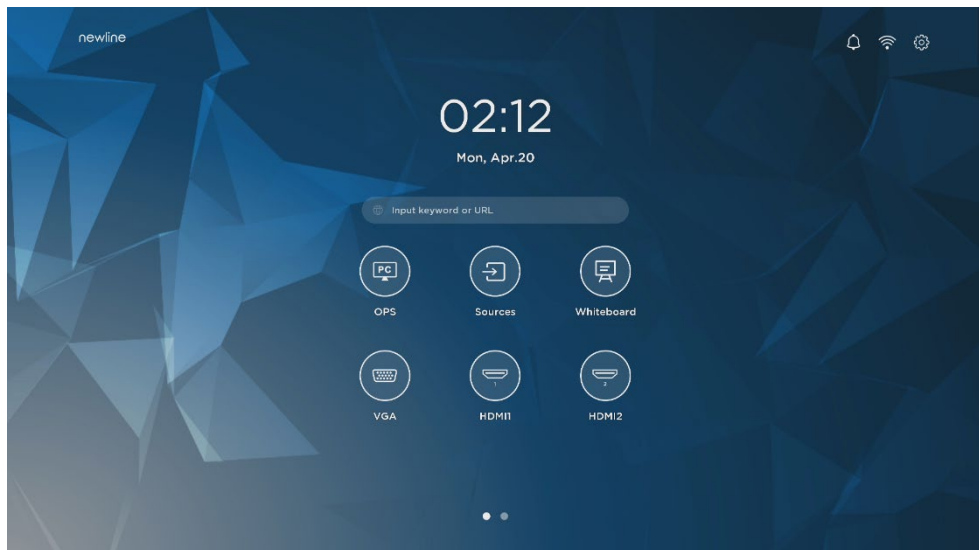 newline
02:12
Mon, Apr.20
Input keyword or URL
PC
OPS
Sources
Whiteboard
1
2
VGA
HDMI1
HDMI2